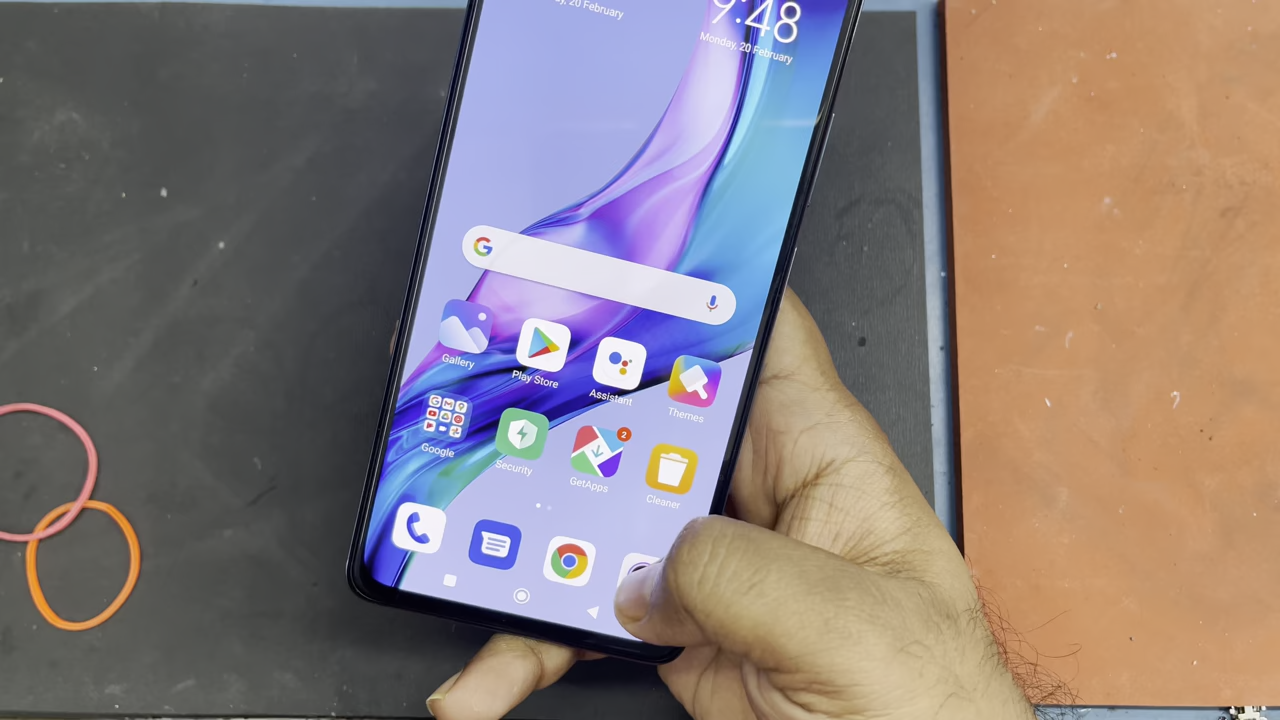 y, 20 February
9:48
Monday, 20 February
Gallery
Play Store
Assistant
Themes
Google
Security
GetApps
2
Cleaner